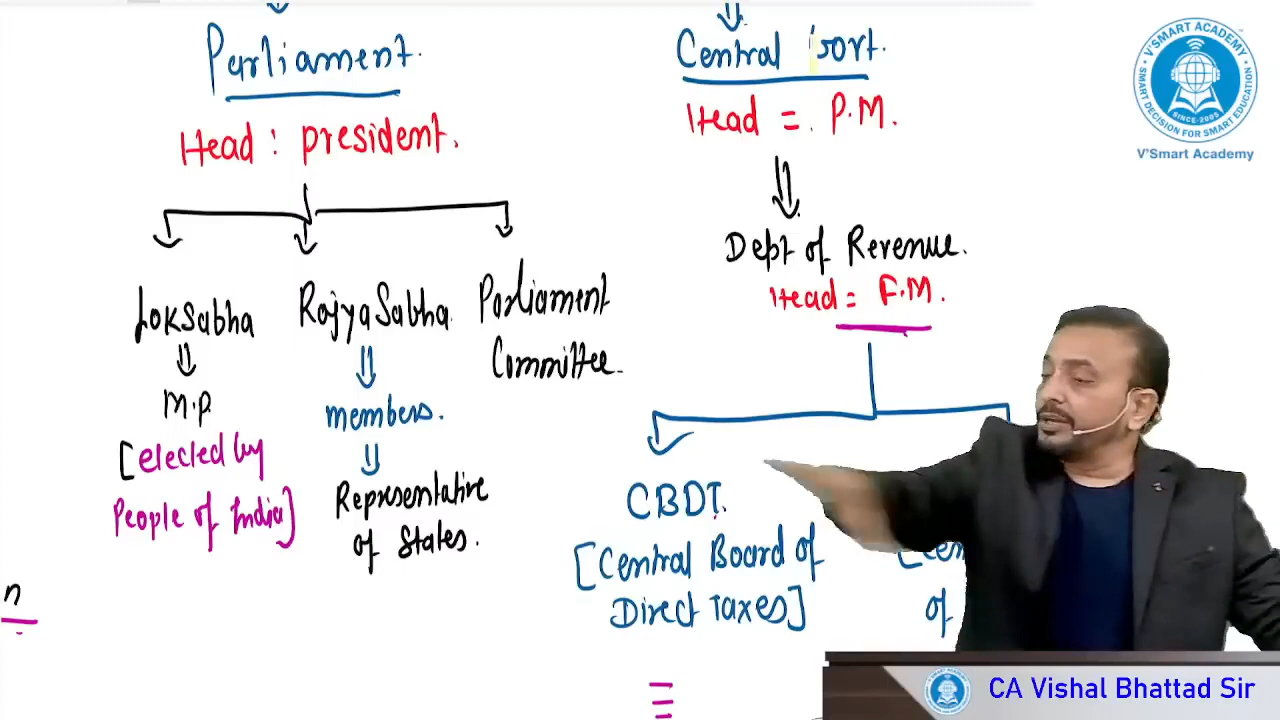 Parliament.
Head : president.
LokSabha
M.P.
[elected by
People of India]
RajyaSabha
members.
Representative
of States.
Parliament
Committee.
Central Govt.
Head = P.M.
Dept of Revenue.
Head = F.M.
CBDT.
[Central Board of
Direct Taxes]
of
n
V'SMART ACADEMY
SMART DECISION FOR SMART EDUCATION
SINCE-2005
V'Smart Academy
CA Vishal Bhattad Sir